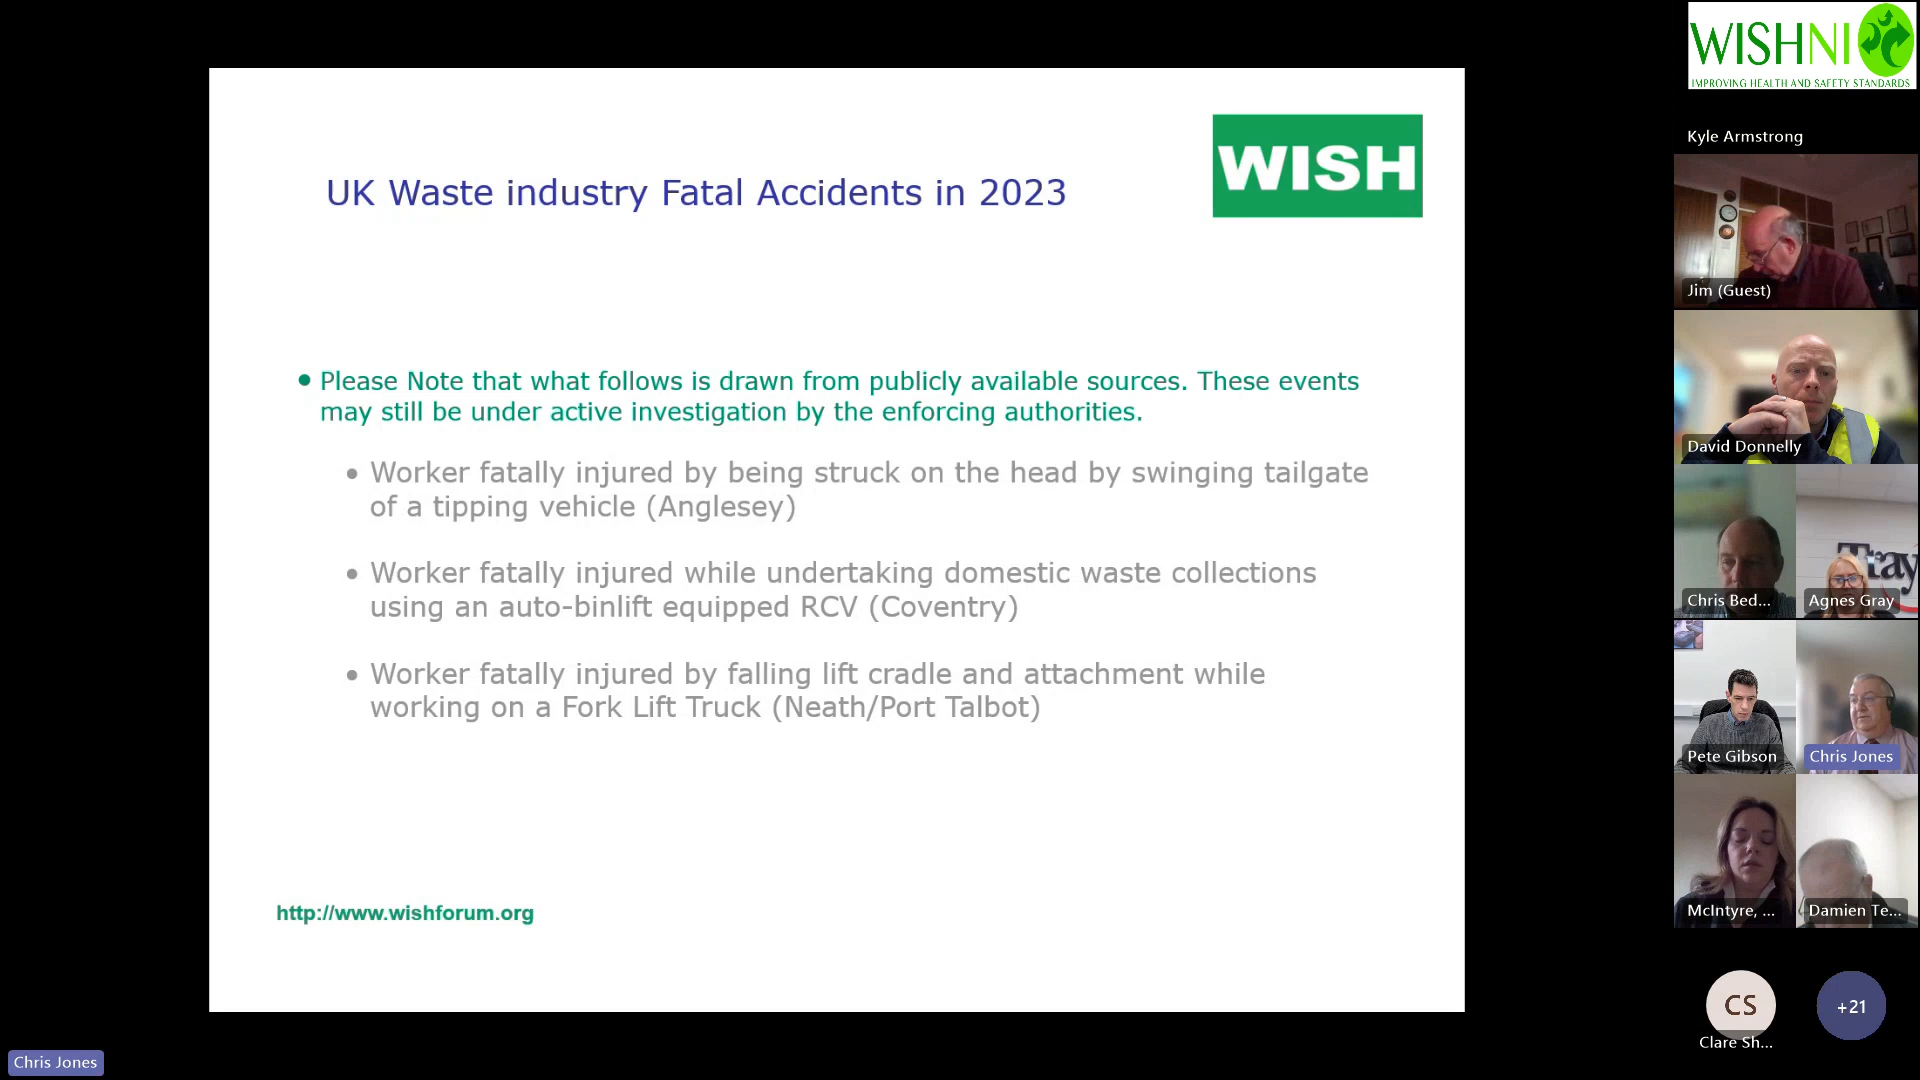 WISHNI
IMPROVING HEALTH AND SAFETY STANDARDS
Kyle Armstrong
WISH
UK Waste industry Fatal Accidents in 2023
Please Note that what follows is drawn from publicly available sources. These events
may still be under active investigation by the enforcing authorities.
Worker fatally injured by being struck on the head by swinging tailgate
of a tipping vehicle (Anglesey)
Worker fatally injured while undertaking domestic waste collections
using an auto-binlift equipped RCV (Coventry)
Worker fatally injured by falling lift cradle and attachment while
working on a Fork Lift Truck (Neath/Port Talbot)
http://www.wishforum.org
Chris Jones
Jim (Guest)
David Donnelly
Chris Bed...
Agnes Gray
Pete Gibson
Chris Jones
McIntyre, ...
Damien Te...
CS
+21
Clare Sh...